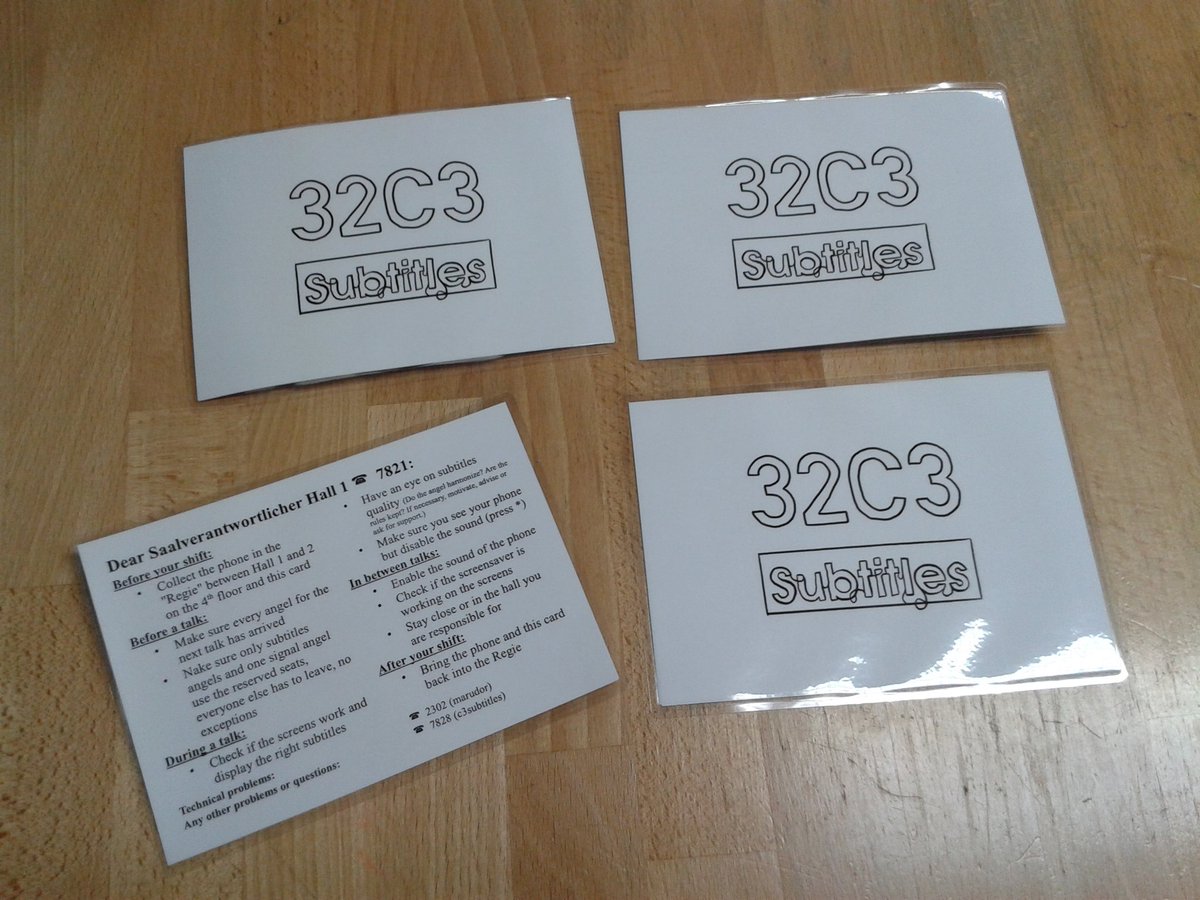 32C3
Subtitles
32C3
Subtitles
32C3
Subtitles
Dear Saalverantwortlicher Hall 1 ☎ 7821:
Before your shift:
• Collect the phone in the
"Regie" between Hall 1 and 2
on the 4th floor and this card
Before a talk:
• Make sure every angel for the
next talk has arrived
• Nake sure only subtitles
angels and one signal angel
use the reserved seats,
everyone else has to leave, no
exceptions
During a talk:
• Check if the screens work and
display the right subtitles
• Have an eye on subtitles
quality (Do the angel harmonize? Are the
rules kept? If necessary, motivate, advise or
ask for support.)
• Make sure you see your phone
but disable the sound (press *)
In between talks:
• Enable the sound of the phone
• Check if the screensaver is
working on the screens
• Stay close or in the hall you
are responsible for
After your shift:
• Bring the phone and this card
back into the Regie
Technical problems: ☎ 2302 (marudor)
Any other problems or questions: ☎ 7828 (c3subtitles)